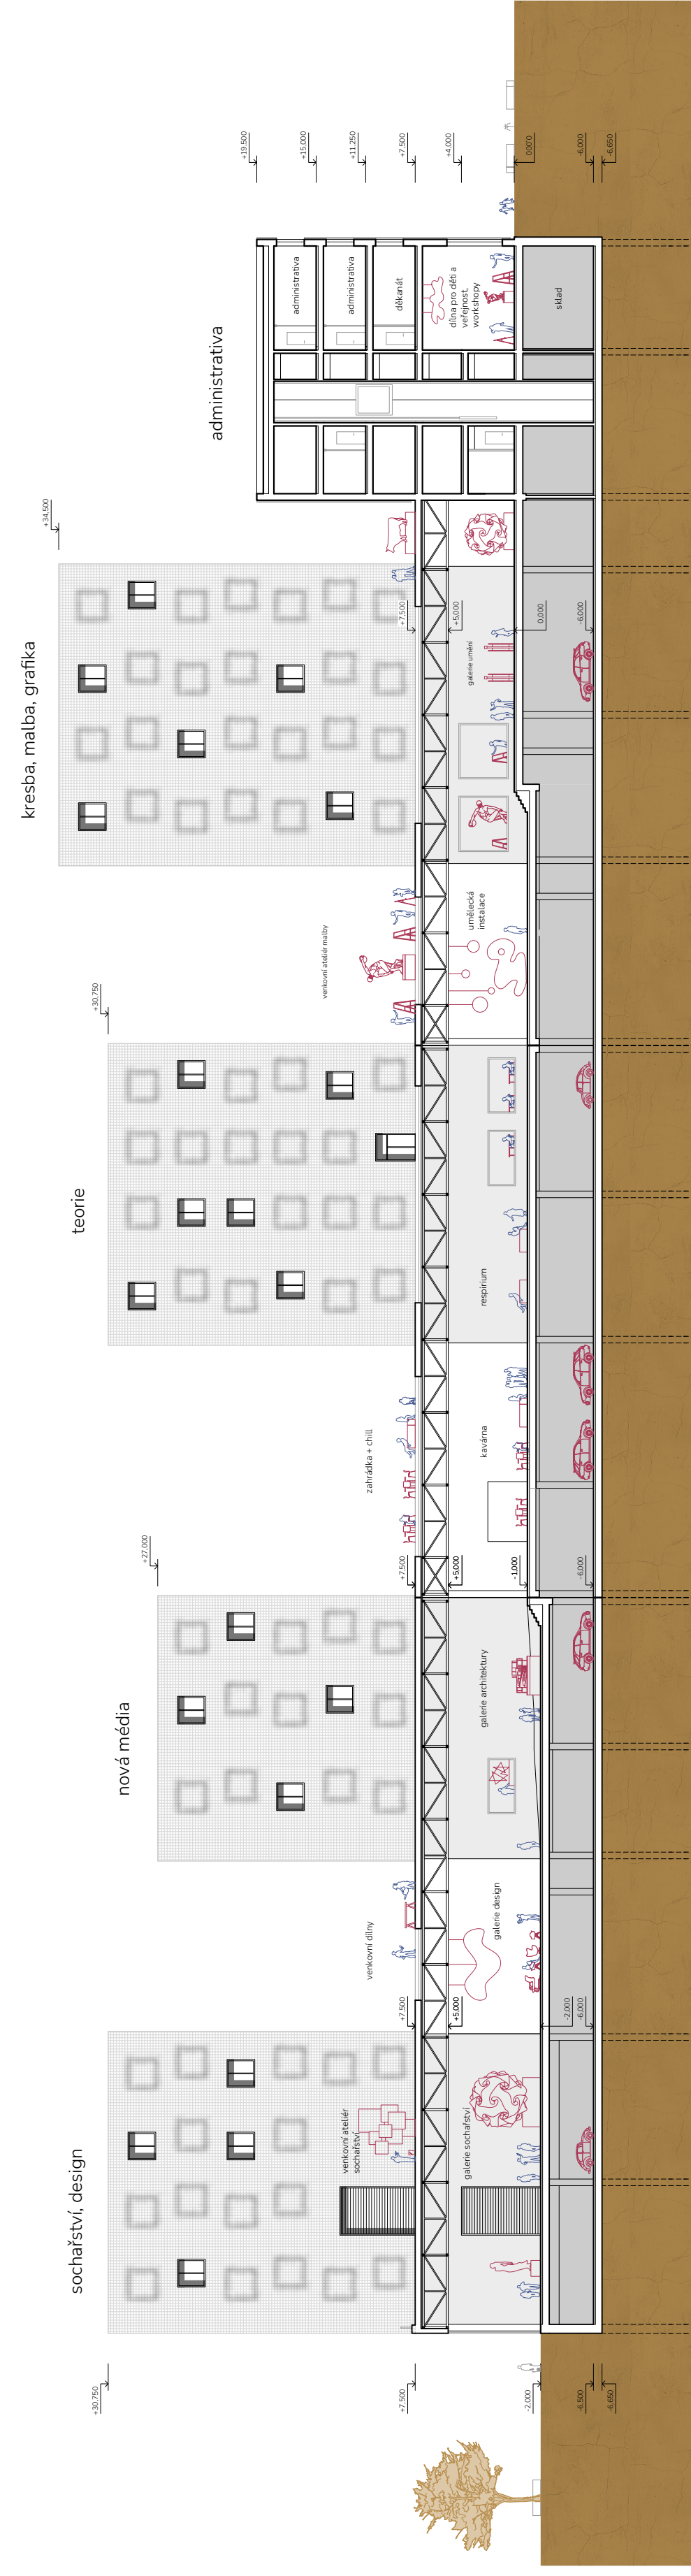 sochařství, design
nová média
teorie
kresba, malba, grafika
administrativa
+30,750
+7,500
-2,000
-6,500
-6,650
venkovní ateliér
sochařství
galerie sochařství
+7,500
+5,000
-2,000
-6,000
venkovní dílny
galerie design
galerie architektury
+27,000
+7,500
+5,000
-1,000
-6,000
zahrádka + chill
kavárna
respirium
+30,750
venkovní ateliér malby
umělecká
instalace
galerie umění
+7,500
+5,000
0,000
-6,000
+34,500
administrativa
administrativa
děkanát
dílna pro děti a
veřejnost,
workshopy
sklad
+19,500
+15,000
+11,250
+7,500
+4,000
0,000
-6,000
-6,650